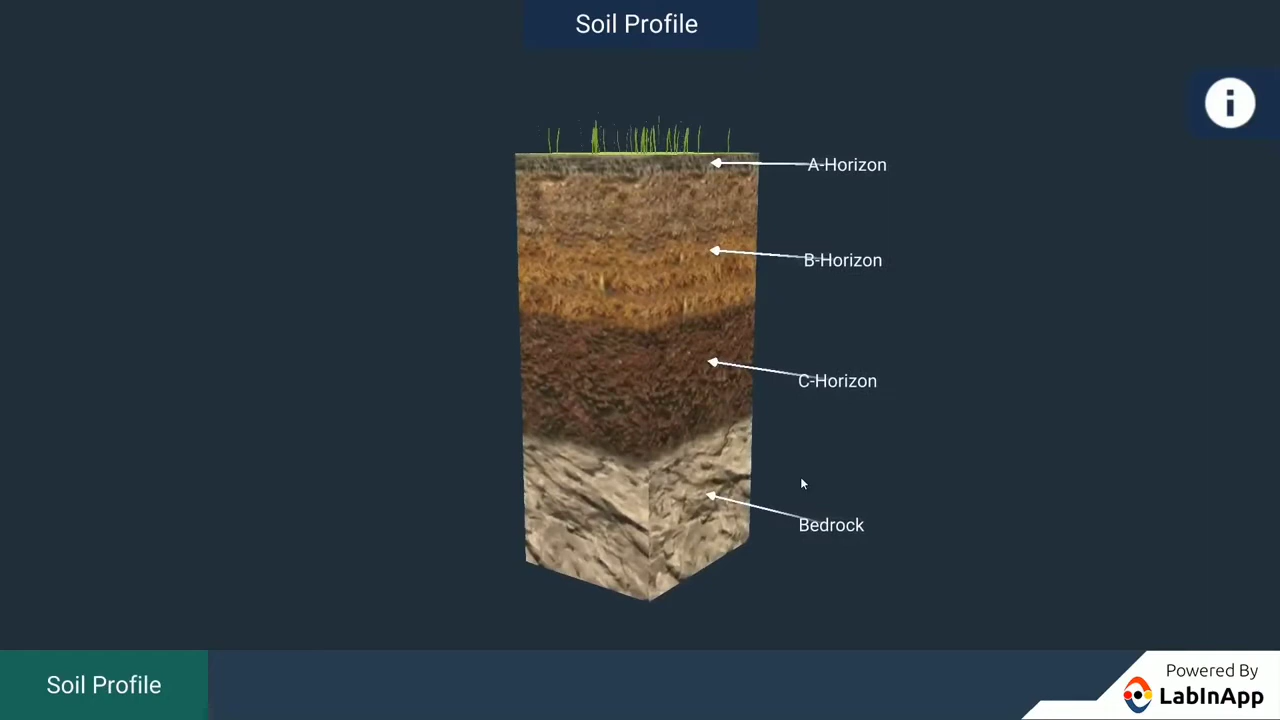 Soil Profile
A-Horizon
B-Horizon
C-Horizon
Bedrock
Soil Profile
Powered By
LabInApp